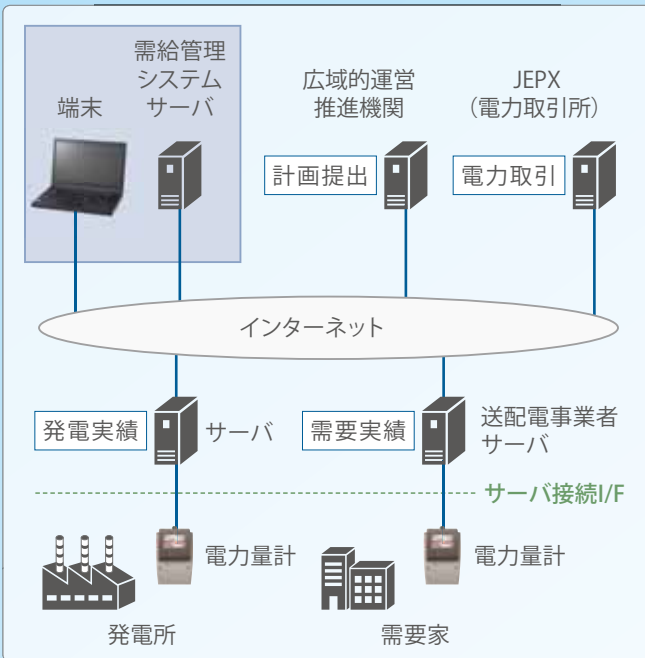 端末
需給管理
システム
サーバ
広域的運営
推進機関
JEPX
（電力取引所）
計画提出
電力取引
インターネット
発電実績
サーバ
需要実績
送配電事業者
サーバ
サーバ接続I/F
電力量計
電力量計
発電所
需要家